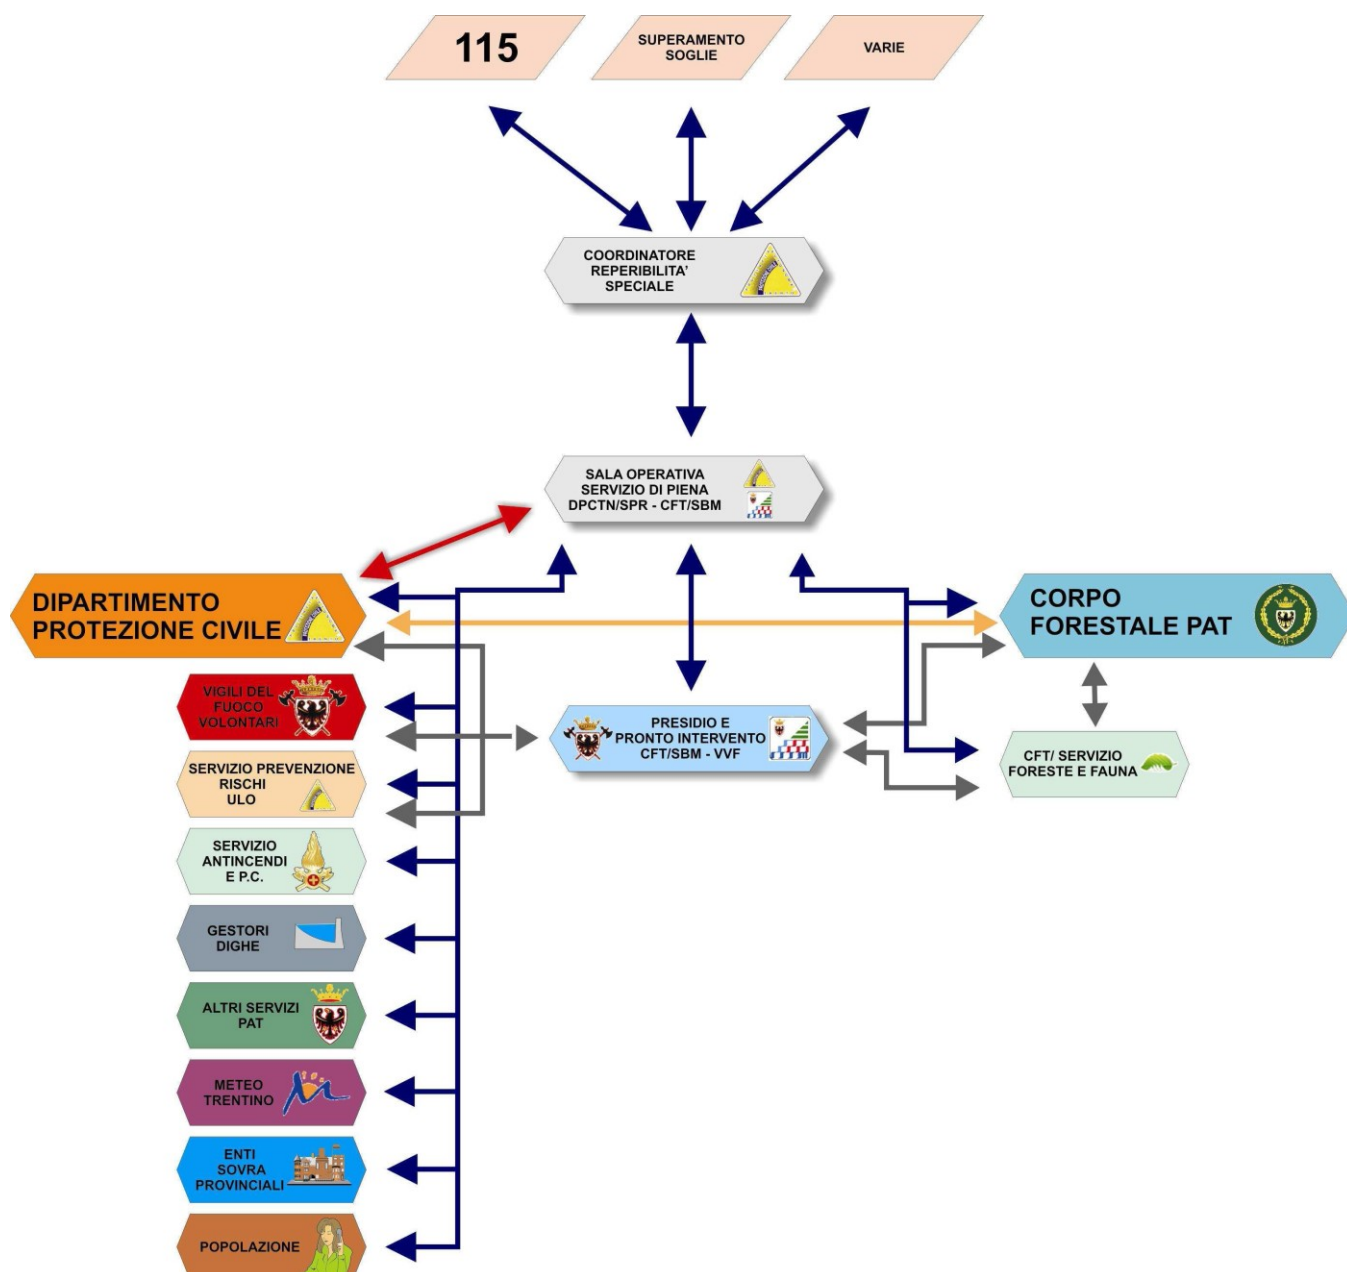 115
SUPERAMENTO
SOGLIE
VARIE
COORDINATORE
REPERIBILITA'
SPECIALE
SALA OPERATIVA
SERVIZIO DI PIENA
DPCTN/SPR - CFT/SBM
DIPARTIMENTO
PROTEZIONE CIVILE
CORPO
FORESTALE PAT
VIGILI DEL
FUOCO
VOLONTARI
PRESIDIO E
PRONTO INTERVENTO
CFT/SBM - VVF
CFT/ SERVIZIO
FORESTE E FAUNA
SERVIZIO PREVENZIONE
RISCHI
ULO
SERVIZIO
ANTINCENDI
E P.C.
GESTORI
DIGHE
ALTRI SERVIZI
PAT
METEO
TRENTINO
ENTI
SOVRA
PROVINCIALI
POPOLAZIONE